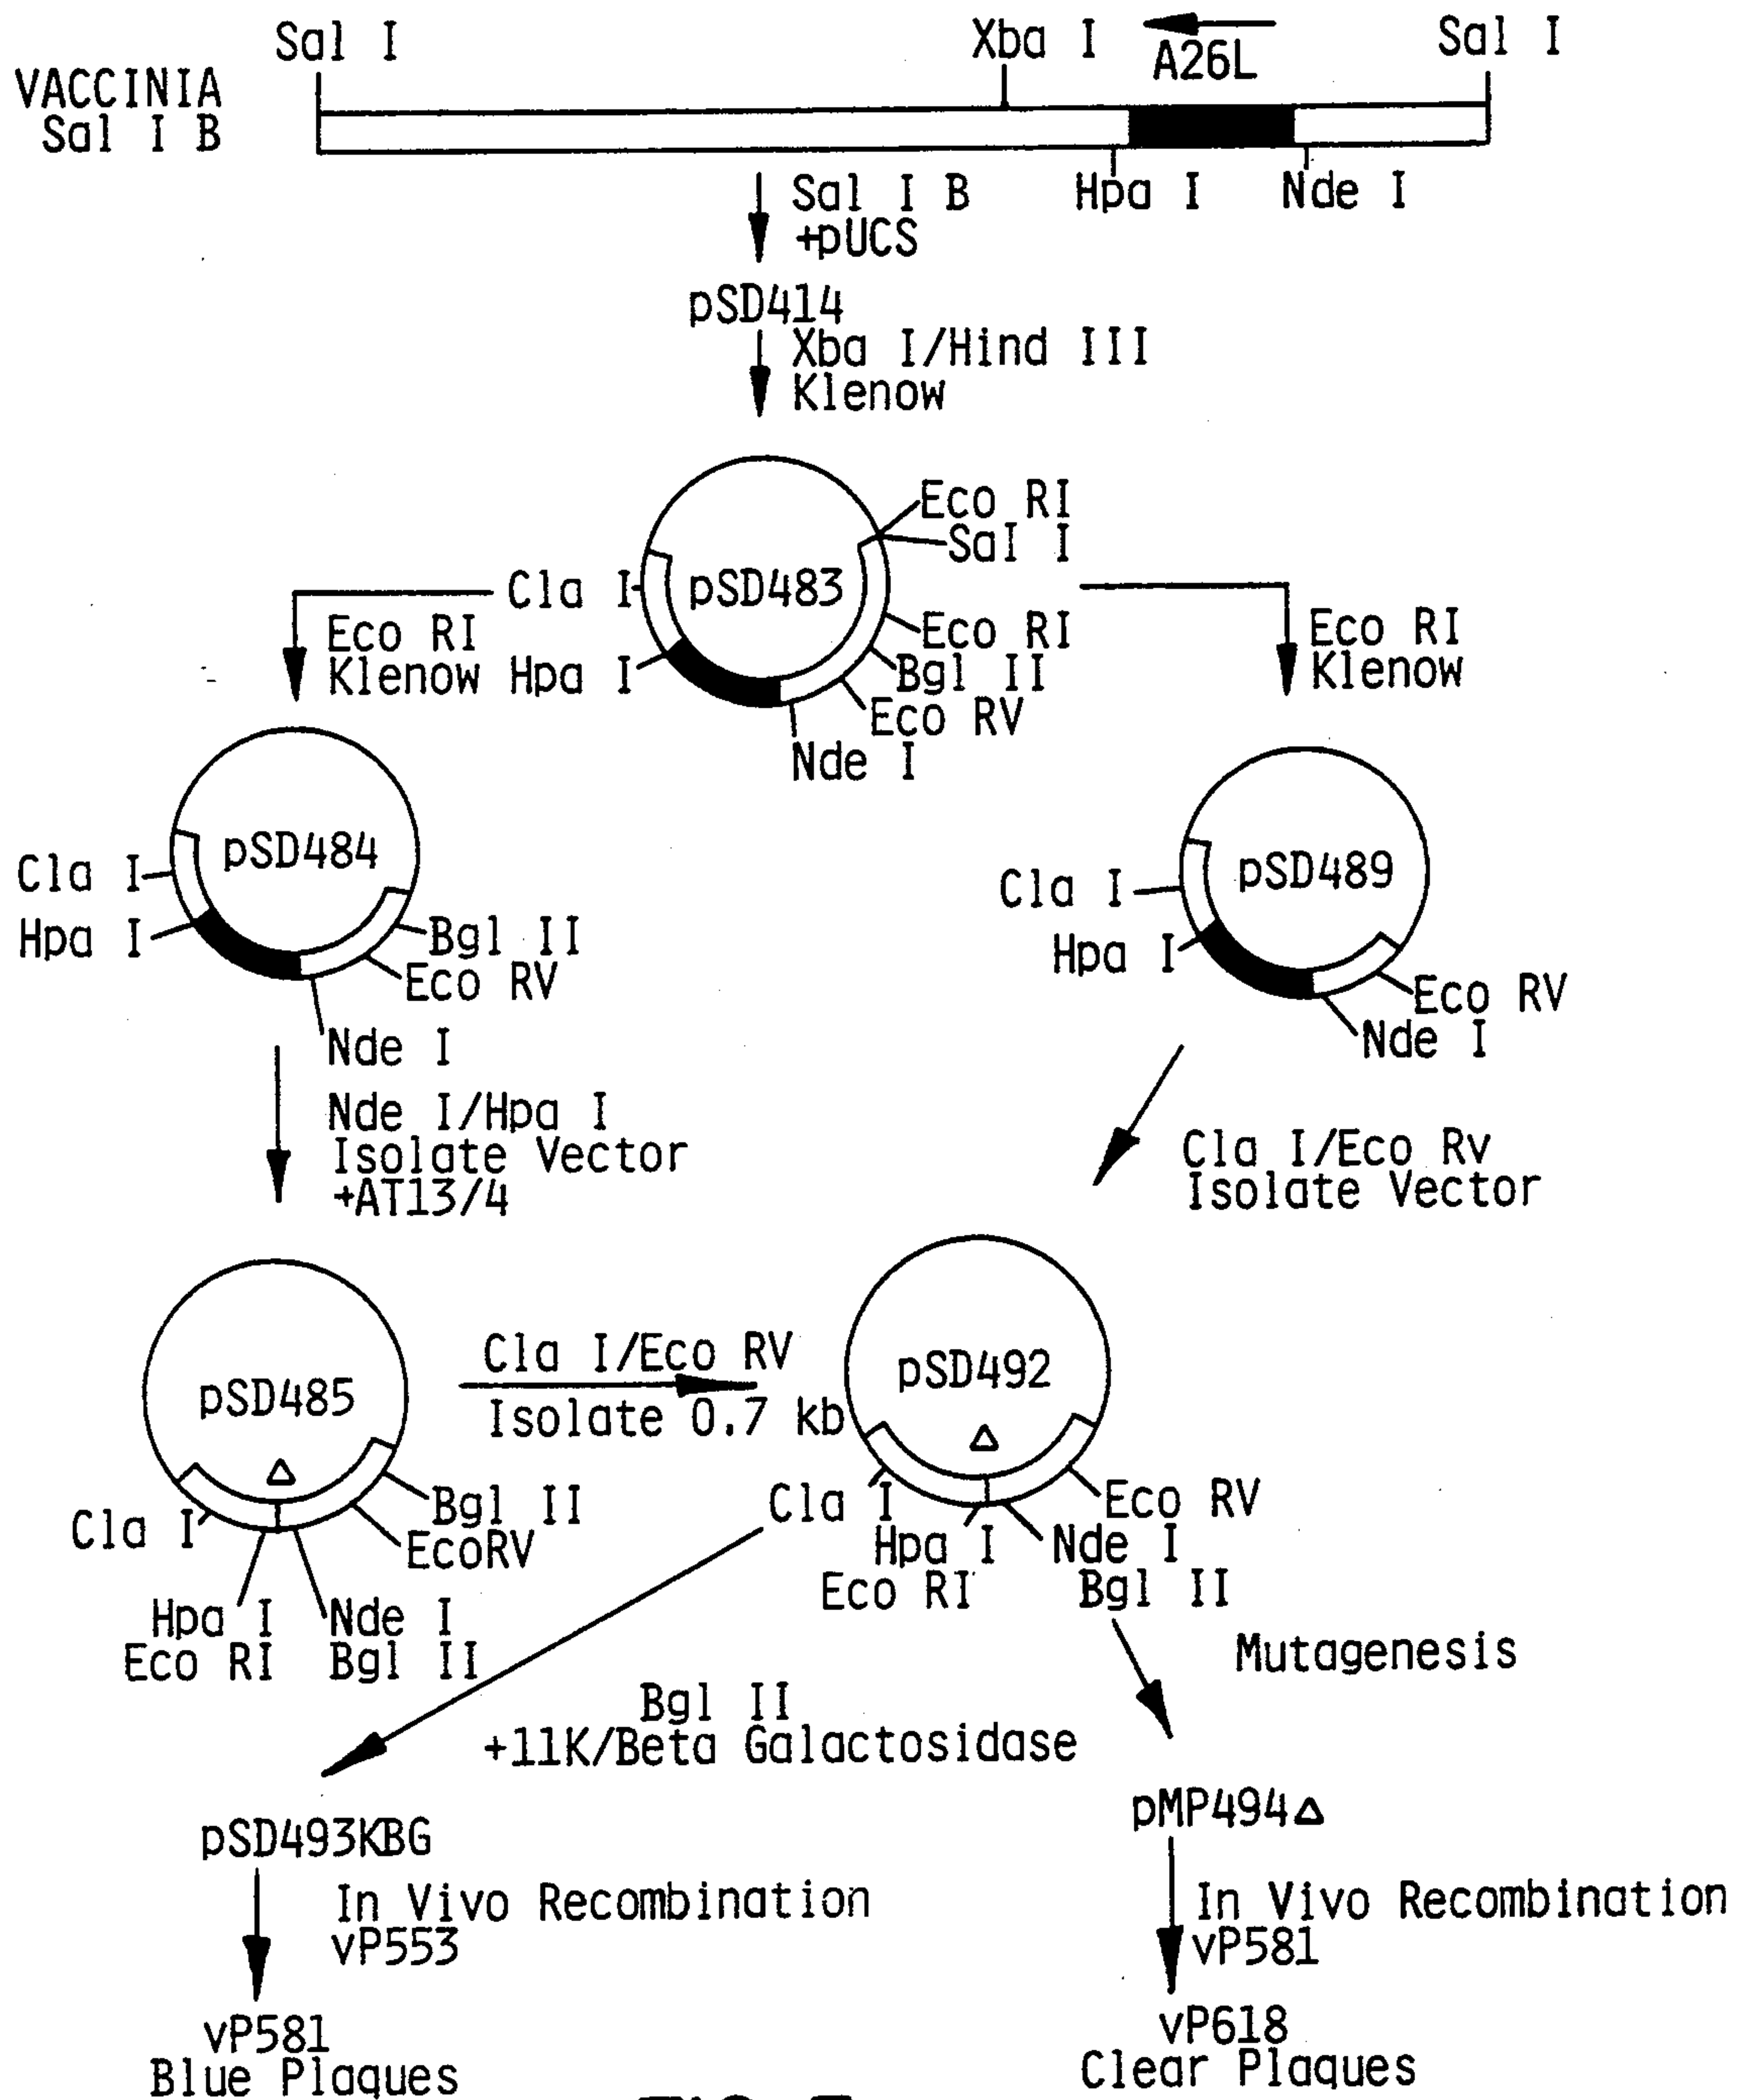 Sal I
Xba I
A26L
Sal I
VACCINIA
Sal I B
Hpa I
Nde I
Sal I B
+pUCS
pSD414
Xba I/Hind III
Klenow
pSD483
Eco RI
SaI I
Cla I
Eco RI
Bgl II
Hpa I
Eco RV
Nde I
Eco RI
Klenow
Eco RI
Klenow
pSD484
Cla I
Hpa I
Bgl II
Eco RV
Nde I
pSD489
Cla I
Hpa I
Eco RV
Nde I
Nde I/Hpa I
Isolate Vector
+AT13/4
Cla I/Eco Rv
Isolate Vector
pSD485
Cla I
Bgl II
EcoRV
Hpa I
Eco RI
Nde I
Bgl II
Cla I/Eco RV
Isolate 0.7 kb
pSD492
Cla I
Eco RV
Hpa I
Eco RI
Nde I
Bgl II
Mutagenesis
Bgl II
+11K/Beta Galactosidase
pSD493KBG
pMP494△
In Vivo Recombination
vP553
In Vivo Recombination
vP581
vP581
Blue Plaques
vP618
Clear Plaques